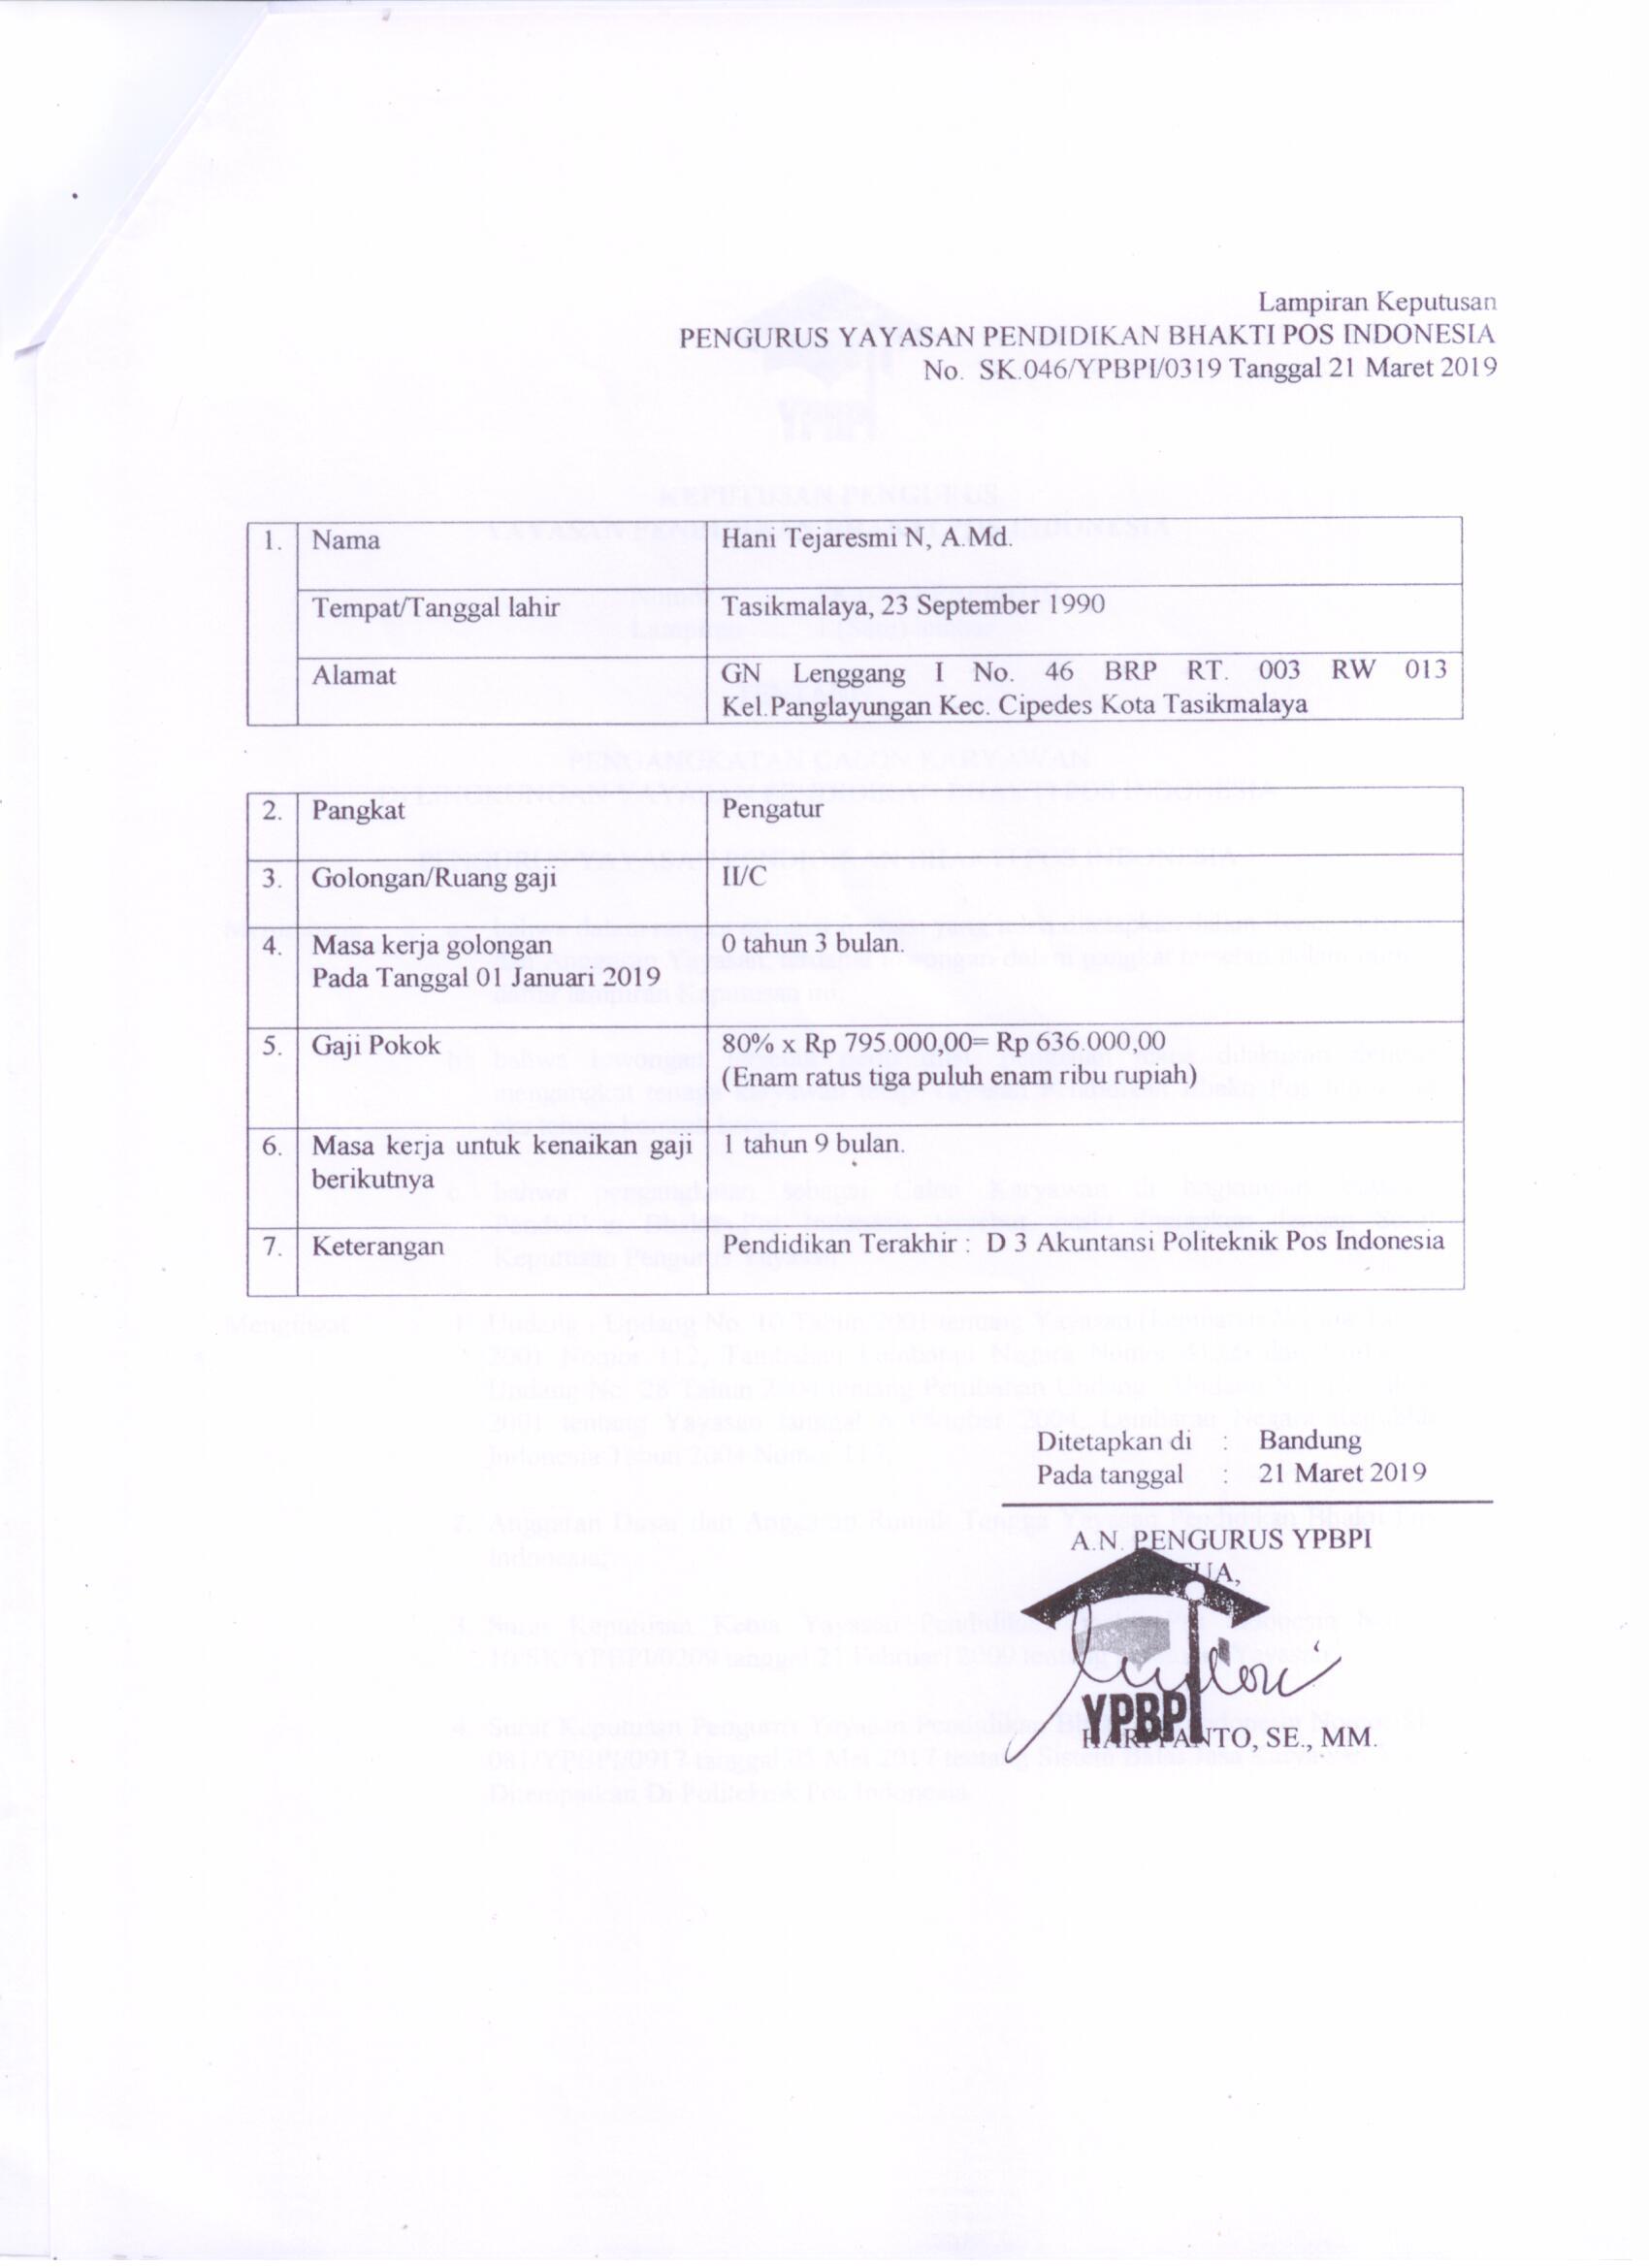 Lampiran Keputusan
PENGURUS YAYASAN PENDIDIKAN BHAKTI POS INDONESIA
No. SK.046/YPBPI/0319 Tanggal 21 Maret 2019
1. Nama Hani Tejaresmi N, A.Md.
Tempat/Tanggal lahir Tasikmalaya, 23 September 1990
Alamat GN Lenggang I No. 46 BRP RT. 003 RW 013
Kel.Panglayungan Kec. Cipedes Kota Tasikmalaya
2. Pangkat Pengatur
3. Golongan/Ruang gaji II/C
4. Masa kerja golongan 0 tahun 3 bulan.
Pada Tanggal 01 Januari 2019
5. Gaji Pokok 80% x Rp 795.000,00= Rp 636.000,00
(Enam ratus tiga puluh enam ribu rupiah)
6. Masa kerja untuk kenaikan gaji 1 tahun 9 bulan.
berikutnya
7. Keterangan Pendidikan Terakhir : D 3 Akuntansi Politeknik Pos Indonesia
Ditetapkan di : Bandung
Pada tanggal : 21 Maret 2019
A.N. PENGURUS YPBPI
YPBPI
SE., MM.